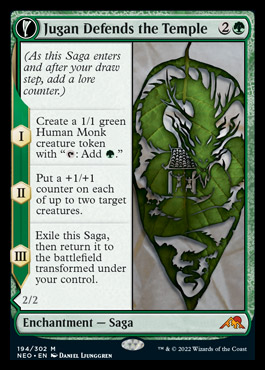 Jugan Defends the Temple 2
(As this Saga enters
and after your draw
step, add a lore
counter.)
I
Create a 1/1 green
Human Monk
creature token
with “: Add .”
II
Put a +1/+1
counter on each
of up to two target
creatures.
III
Exile this Saga,
then return it to
the battlefield
transformed under
your control.
2/2
Enchantment — Saga
194/302 M
NEO • EN Daniel Ljunggren
™ & © 2022 Wizards of the Coast